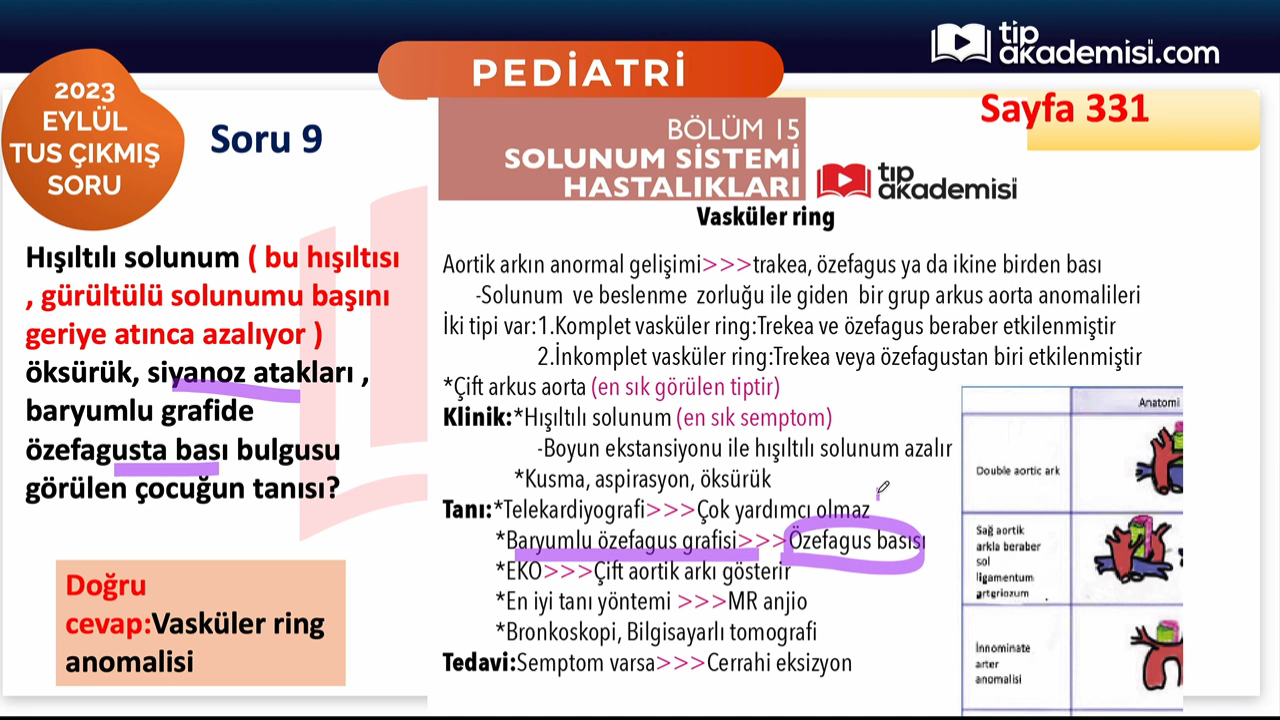 tıp
akademisi.com
PEDİATRİ
2023
EYLÜL
TUS ÇIKMIŞ
SORU
Soru 9
Sayfa 331
BÖLÜM 15
SOLUNUM SİSTEMİ
HASTALIKLARI
tıp
akademisi
Vasküler ring
Hışıltılı solunum ( bu hışıltısı
, gürültülü solunumu başını
geriye atınca azalıyor )
öksürük, siyanoz atakları ,
baryumlu grafide
özefagusta bası bulgusu
görülen çocuğun tanısı?
Doğru
cevap:Vasküler ring
anomalisi
Aortik arkın anormal gelişimi>>>trakea, özefagus ya da ikine birden bası
-Solunum ve beslenme zorluğu ile giden bir grup arkus aorta anomalileri
İki tipi var:1.Komplet vasküler ring:Trekea ve özefagus beraber etkilenmiştir
2.İnkomplet vasküler ring:Trekea veya özefagustan biri etkilenmiştir
*Çift arkus aorta (en sık görülen tiptir)
Klinik:*Hışıltılı solunum (en sık semptom)
-Boyun ekstansiyonu ile hışıltılı solunum azalır
*Kusma, aspirasyon, öksürük
Tanı:*Telekardiyografi>>>Çok yardımcı olmaz
*Baryumlu özefagus grafisi>>>Özefagus basısı
*EKO>>>Çift aortik arkı gösterir
*En iyi tanı yöntemi >>>MR anjio
*Bronkoskopi, Bilgisayarlı tomografi
Tedavi:Semptom varsa>>>Cerrahi eksizyon
Anatomi
Double aortic ark
Sağ aortik
arkla beraber
sol
ligamentum
arteriozum
İnnominate
arter
anomalisi